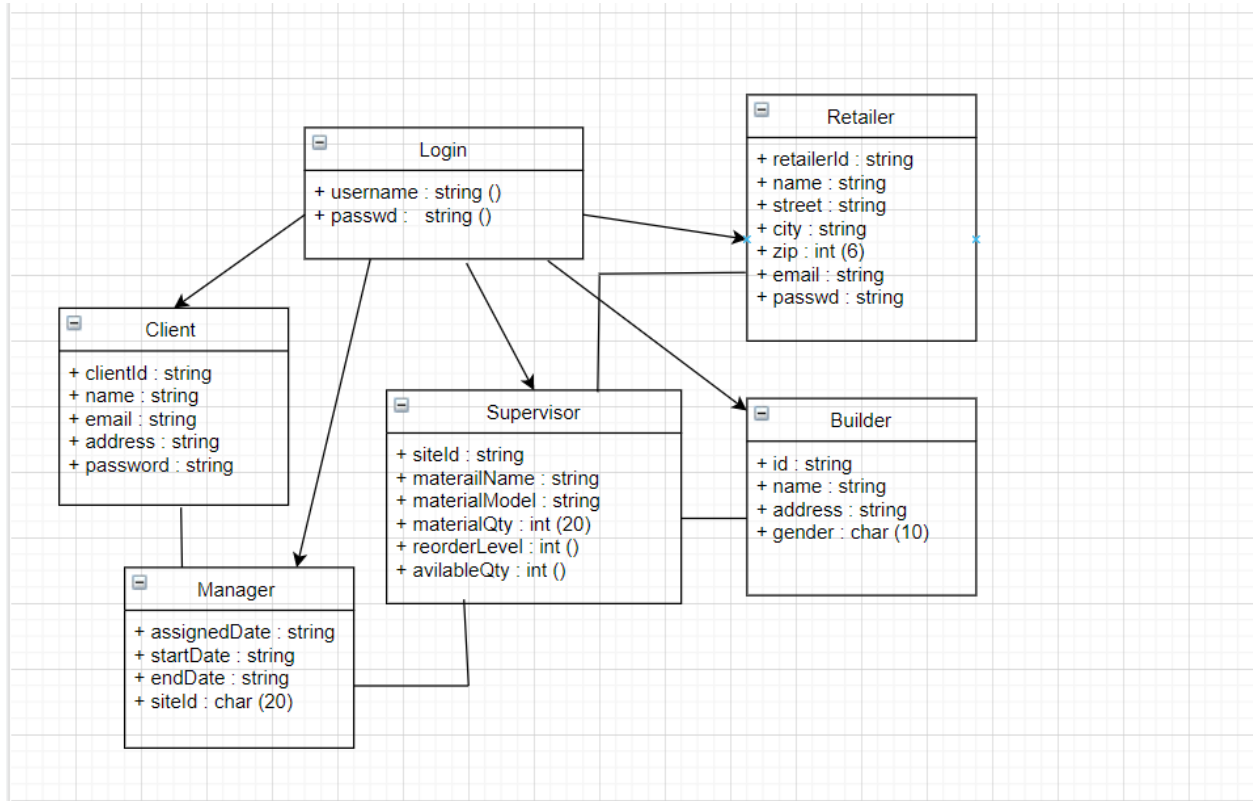 Login
+ username : string ()
+ passwd :   string ()
Retailer
+ retailerId : string
+ name : string
+ street : string
+ city : string
+ zip : int (6)
+ email : string
+ passwd : string
Client
+ clientId : string
+ name : string
+ email : string
+ address : string
+ password : string
Supervisor
+ siteId : string
+ materailName : string
+ materialModel : string
+ materialQty : int (20)
+ reorderLevel : int ()
+ avilableQty : int ()
Builder
+ id : string
+ name : string
+ address : string
+ gender : char (10)
Manager
+ assignedDate : string
+ startDate : string
+ endDate : string
+ siteId : char (20)